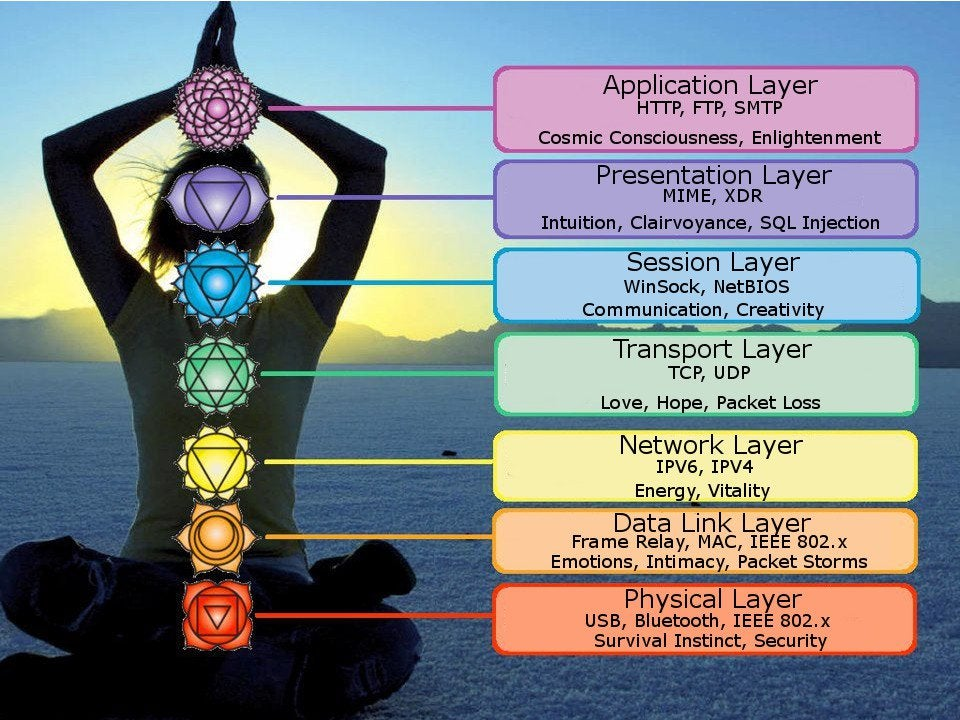 Application Layer
HTTP, FTP, SMTP
Cosmic Consciousness, Enlightenment
Presentation Layer
MIME, XDR
Intuition, Clairvoyance, SQL Injection
Session Layer
WinSock, NetBIOS
Communication, Creativity
Transport Layer
TCP, UDP
Love, Hope, Packet Loss
Network Layer
IPV6, IPV4
Energy, Vitality
Data Link Layer
Frame Relay, MAC, IEEE 802.x
Emotions, Intimacy, Packet Storms
Physical Layer
USB, Bluetooth, IEEE 802.x
Survival Instinct, Security